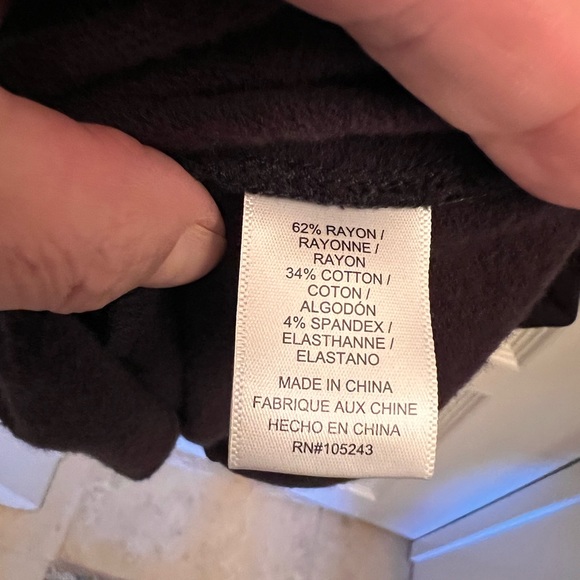 62% RAYON /
RAYONNE /
RAYON
34% COTTON /
COTON /
ALGODÓN
4% SPANDEX /
ELASTHANNE /
ELASTANO
MADE IN CHINA
FABRIQUE AUX CHINE
HECHO EN CHINA
RN#105243